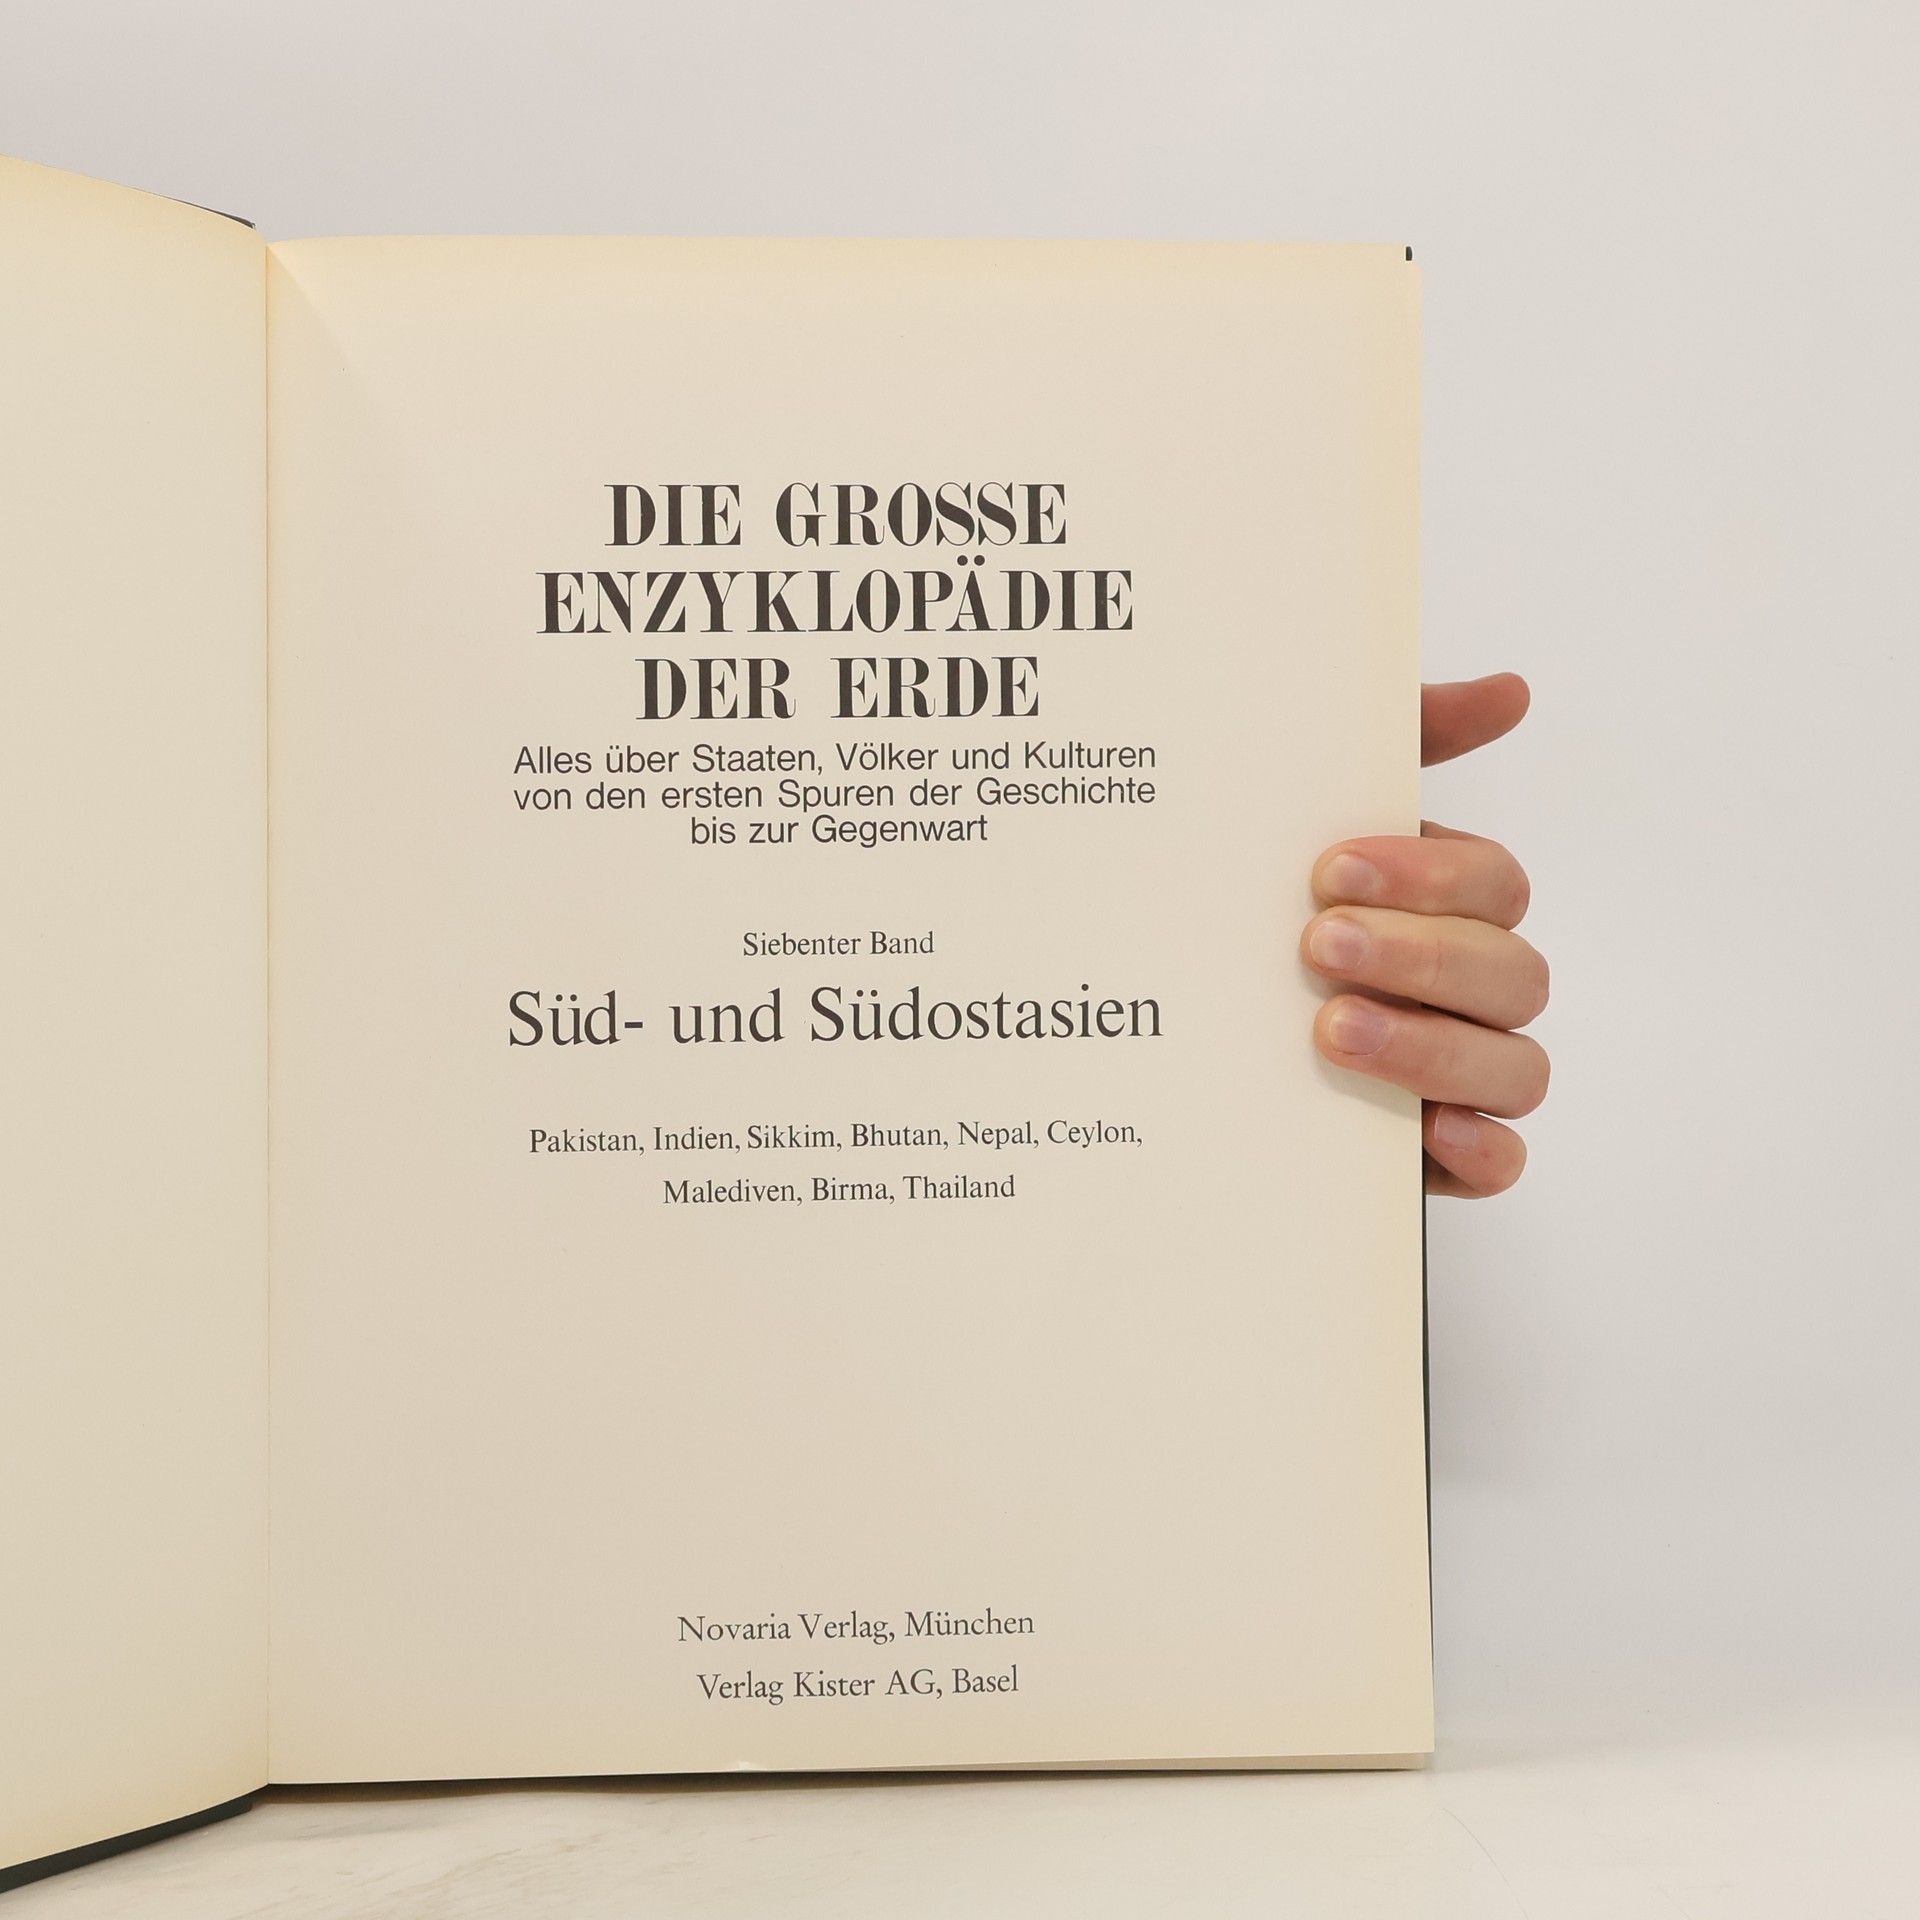 DIE GROSSE
ENZYKLOPÄDIE
DER ERDE
Alles über Staaten, Völker und Kulturen
von den ersten Spuren der Geschichte
bis zur Gegenwart
Siebenter Band
Süd- und Südostasien
Pakistan, Indien, Sikkim, Bhutan, Nepal, Ceylon,
Malediven, Birma, Thailand
Novaria Verlag, München
Verlag Kister AG, Basel